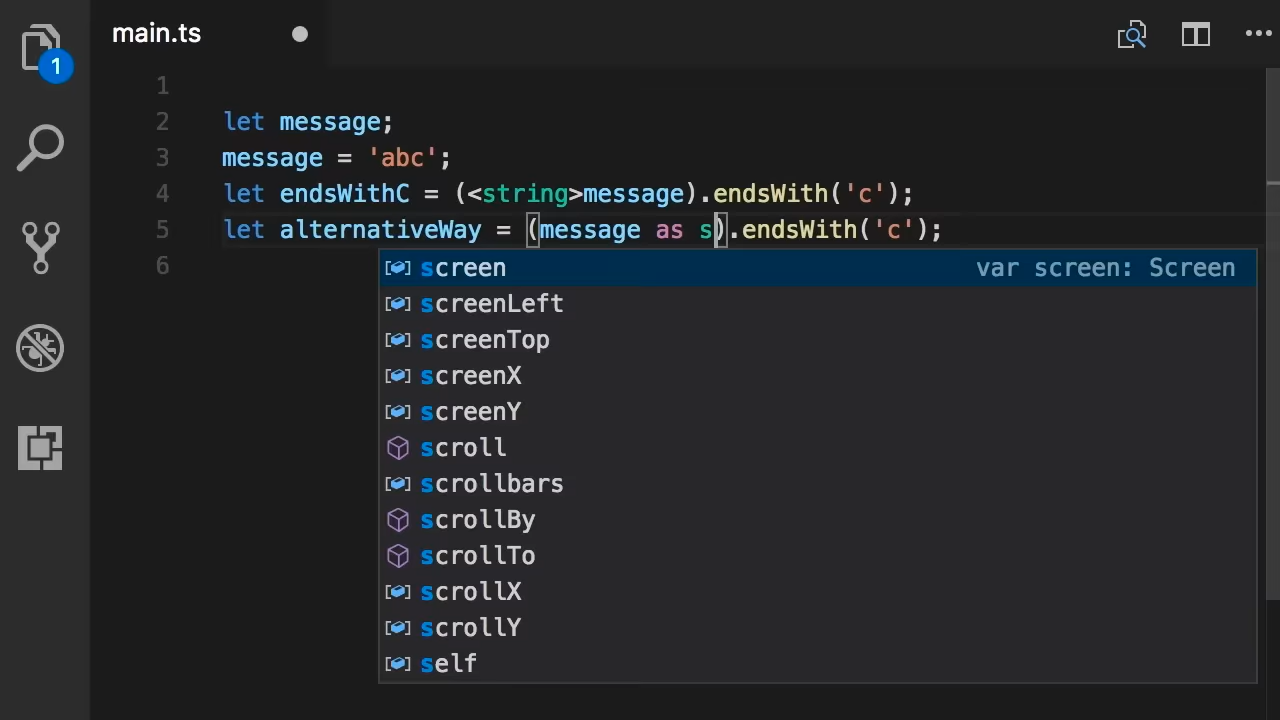 main.ts
1
1
2 let message;
3 message = 'abc';
4 let endsWithC = (<string>message).endsWith('c');
5 let alternativeWay = (message as s).endsWith('c');
6
screen var screen: Screen
screenLeft
screenTop
screenX
screenY
scroll
scrollbars
scrollBy
scrollTo
scrollX
scrollY
self